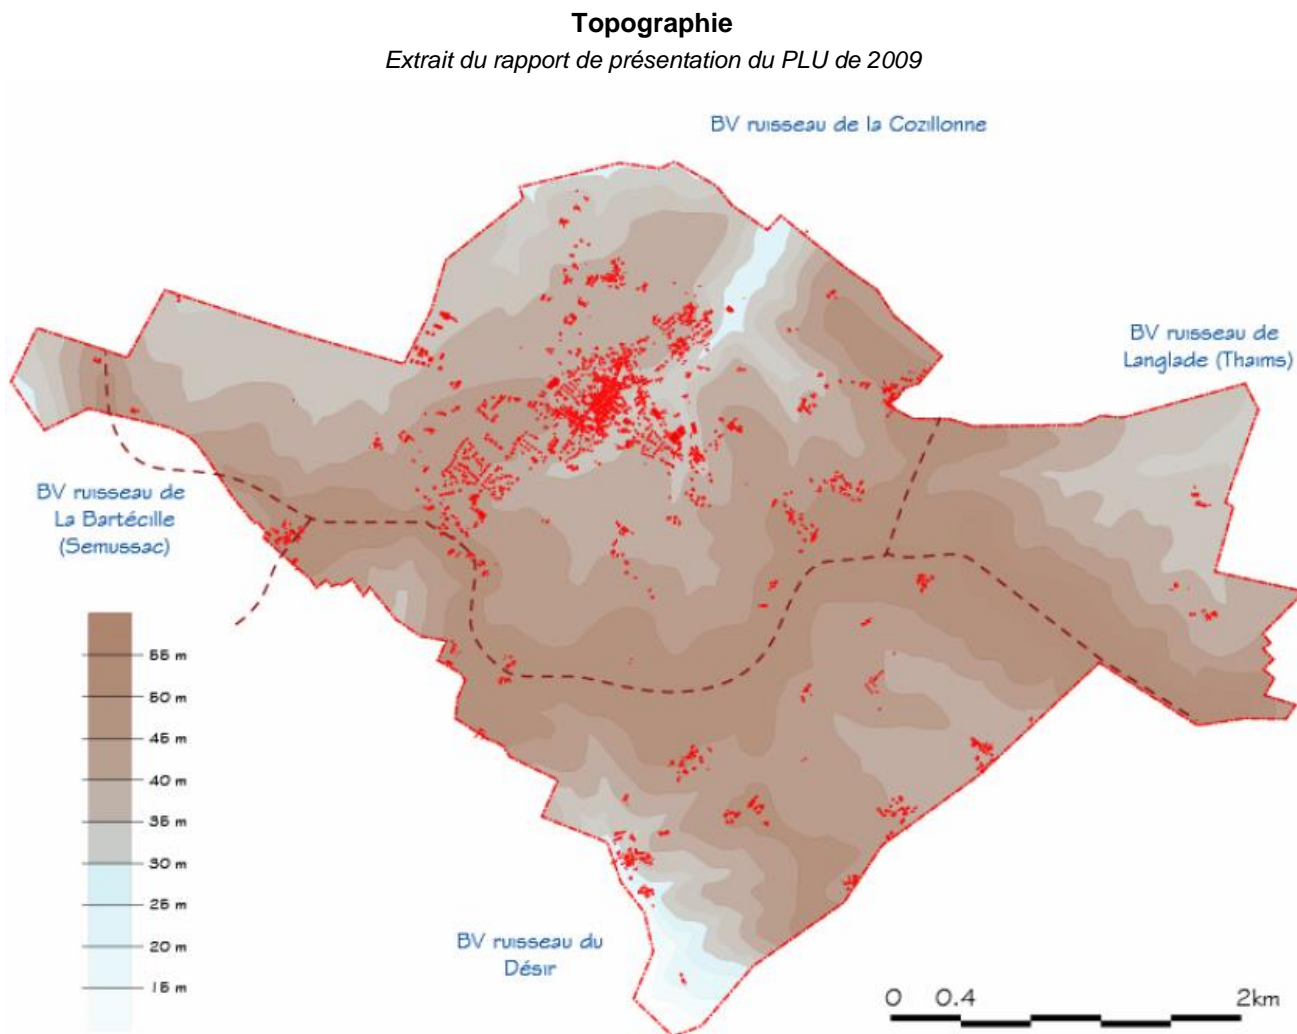 Topographie
Extrait du rapport de présentation du PLU de 2009
BV ruisseau de la Cozillonne
BV ruisseau de
Langlade (Thaims)
BV ruisseau de
La Bartécille
(Semussac)
55 m
50 m
45 m
40 m
35 m
30 m
25 m
20 m
15 m
BV ruisseau du
Désir
0 0.4 2km